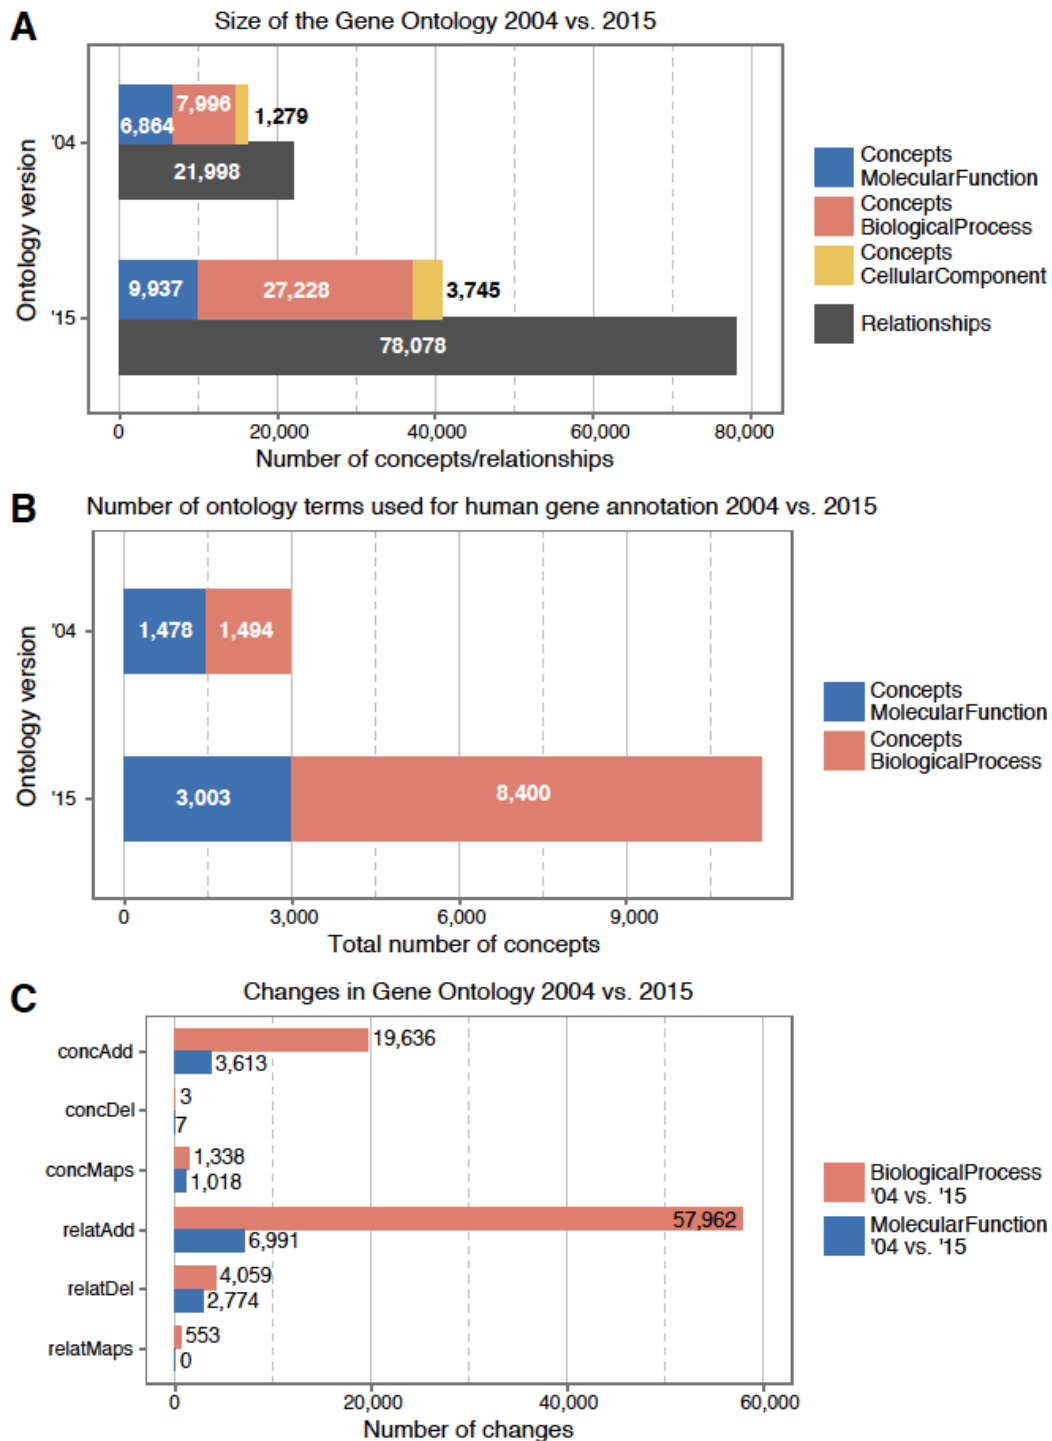 A
Size of the Gene Ontology 2004 vs. 2015
Ontology version
'04
7,996
6,864
1,279
21,998
'15
9,937
27,228
3,745
78,078
0
20,000
40,000
60,000
80,000
Number of concepts/relationships
Concepts
MolecularFunction
Concepts
BiologicalProcess
Concepts
CellularComponent
Relationships
B
Number of ontology terms used for human gene annotation 2004 vs. 2015
Ontology version
'04
1,478
1,494
'15
3,003
8,400
0
3,000
6,000
9,000
Total number of concepts
Concepts
MolecularFunction
Concepts
BiologicalProcess
C
Changes in Gene Ontology 2004 vs. 2015
concAdd
19,636
3,613
concDel
3
7
concMaps
1,338
1,018
relatAdd
57,962
6,991
relatDel
4,059
2,774
relatMaps
553
0
0
20,000
40,000
60,000
Number of changes
BiologicalProcess
'04 vs. '15
MolecularFunction
'04 vs. '15